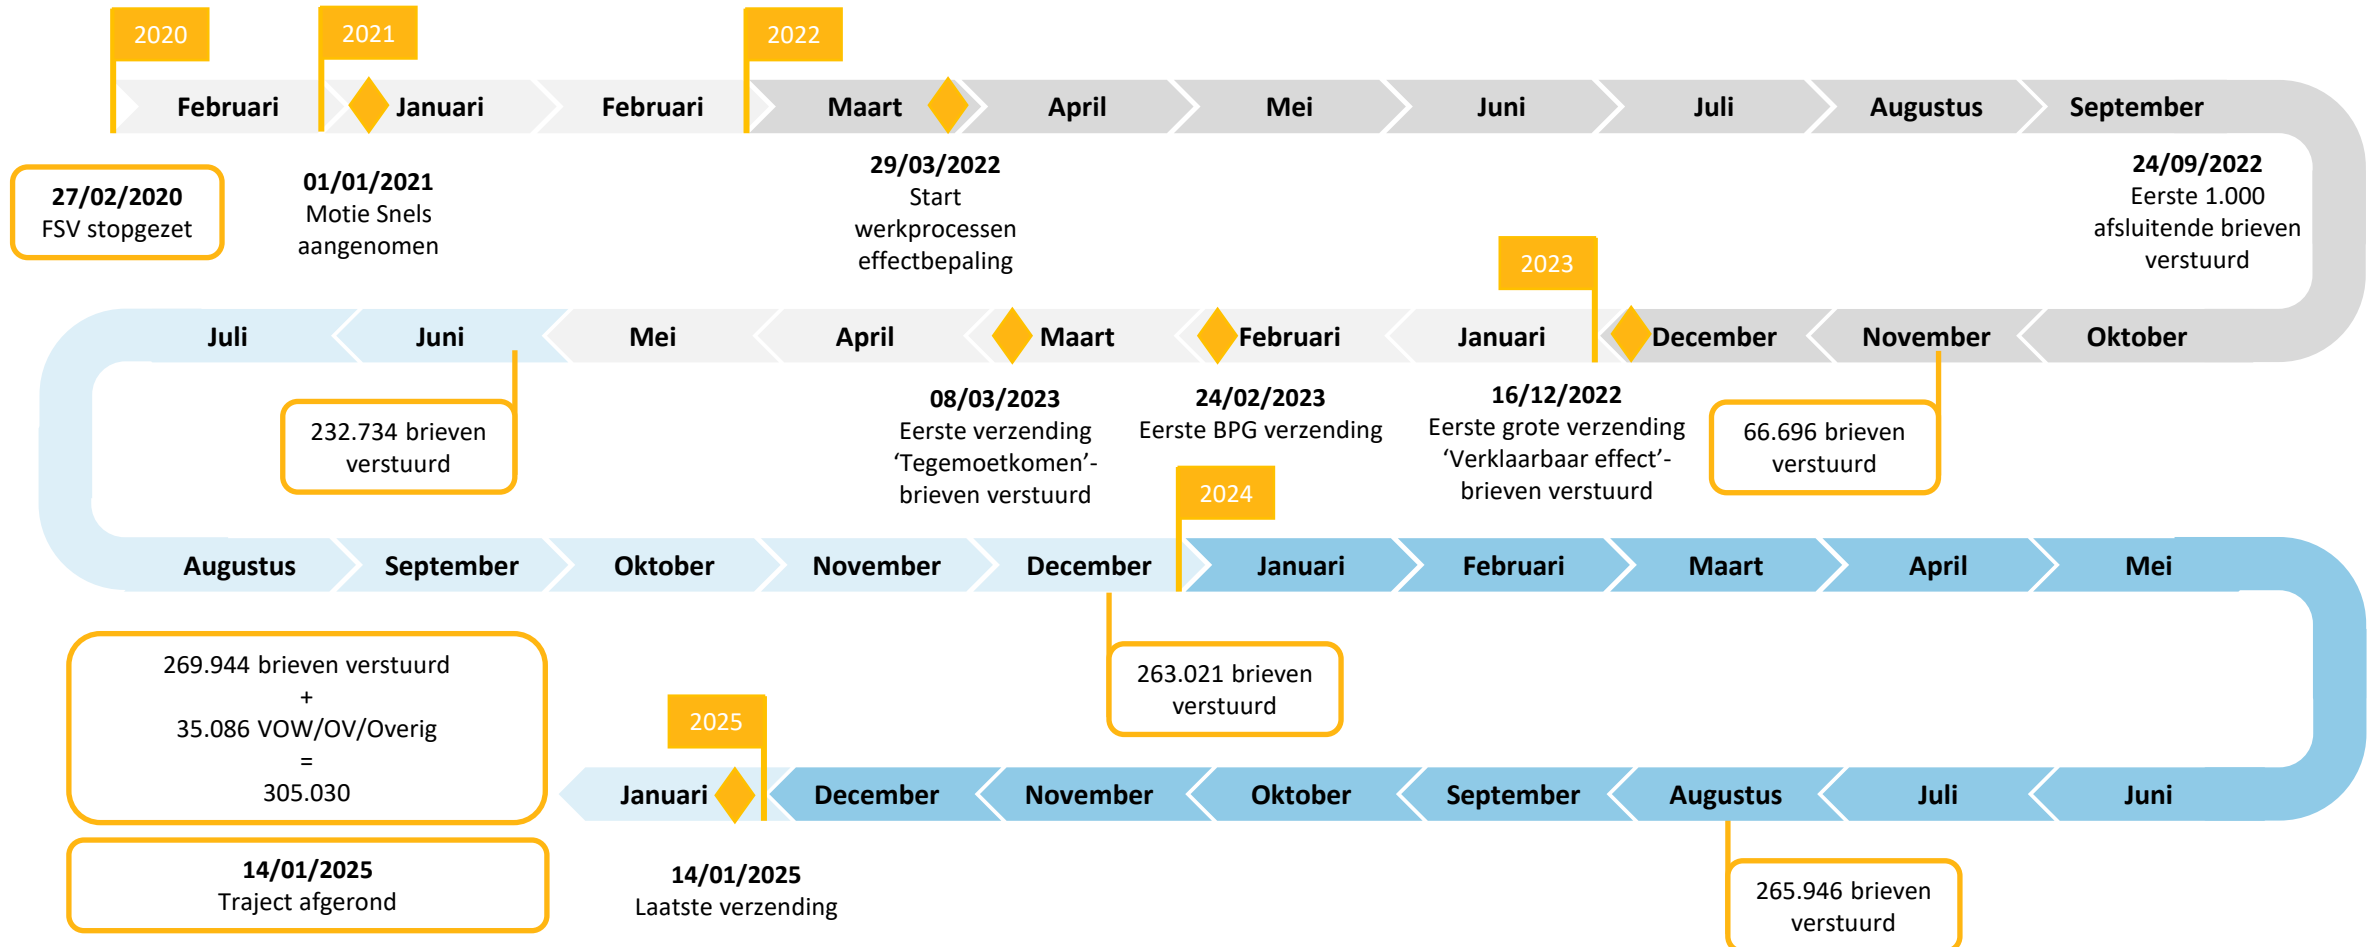 2020
2021
2022
Februari
Januari
Februari
Maart
April
Mei
Juni
Juli
Augustus
September
27/02/2020
FSV stopgezet
01/01/2021
Motie Snels
aangenomen
29/03/2022
Start
werkprocessen
effectbepaling
24/09/2022
Eerste 1.000
afsluitende brieven
verstuurd
2023
Juli
Juni
Mei
April
Maart
Februari
Januari
December
November
Oktober
232.734 brieven
verstuurd
08/03/2023
Eerste verzending
‘Tegemoetkomen’-
brieven verstuurd
24/02/2023
Eerste BPG verzending
16/12/2022
Eerste grote verzending
‘Verklaarbaar effect’-
brieven verstuurd
66.696 brieven
verstuurd
2024
Augustus
September
Oktober
November
December
Januari
Februari
Maart
April
Mei
269.944 brieven verstuurd
+
35.086 VOW/OV/Overig
=
305.030
263.021 brieven
verstuurd
2025
Januari
December
November
Oktober
September
Augustus
Juli
Juni
14/01/2025
Traject afgerond
14/01/2025
Laatste verzending
265.946 brieven
verstuurd